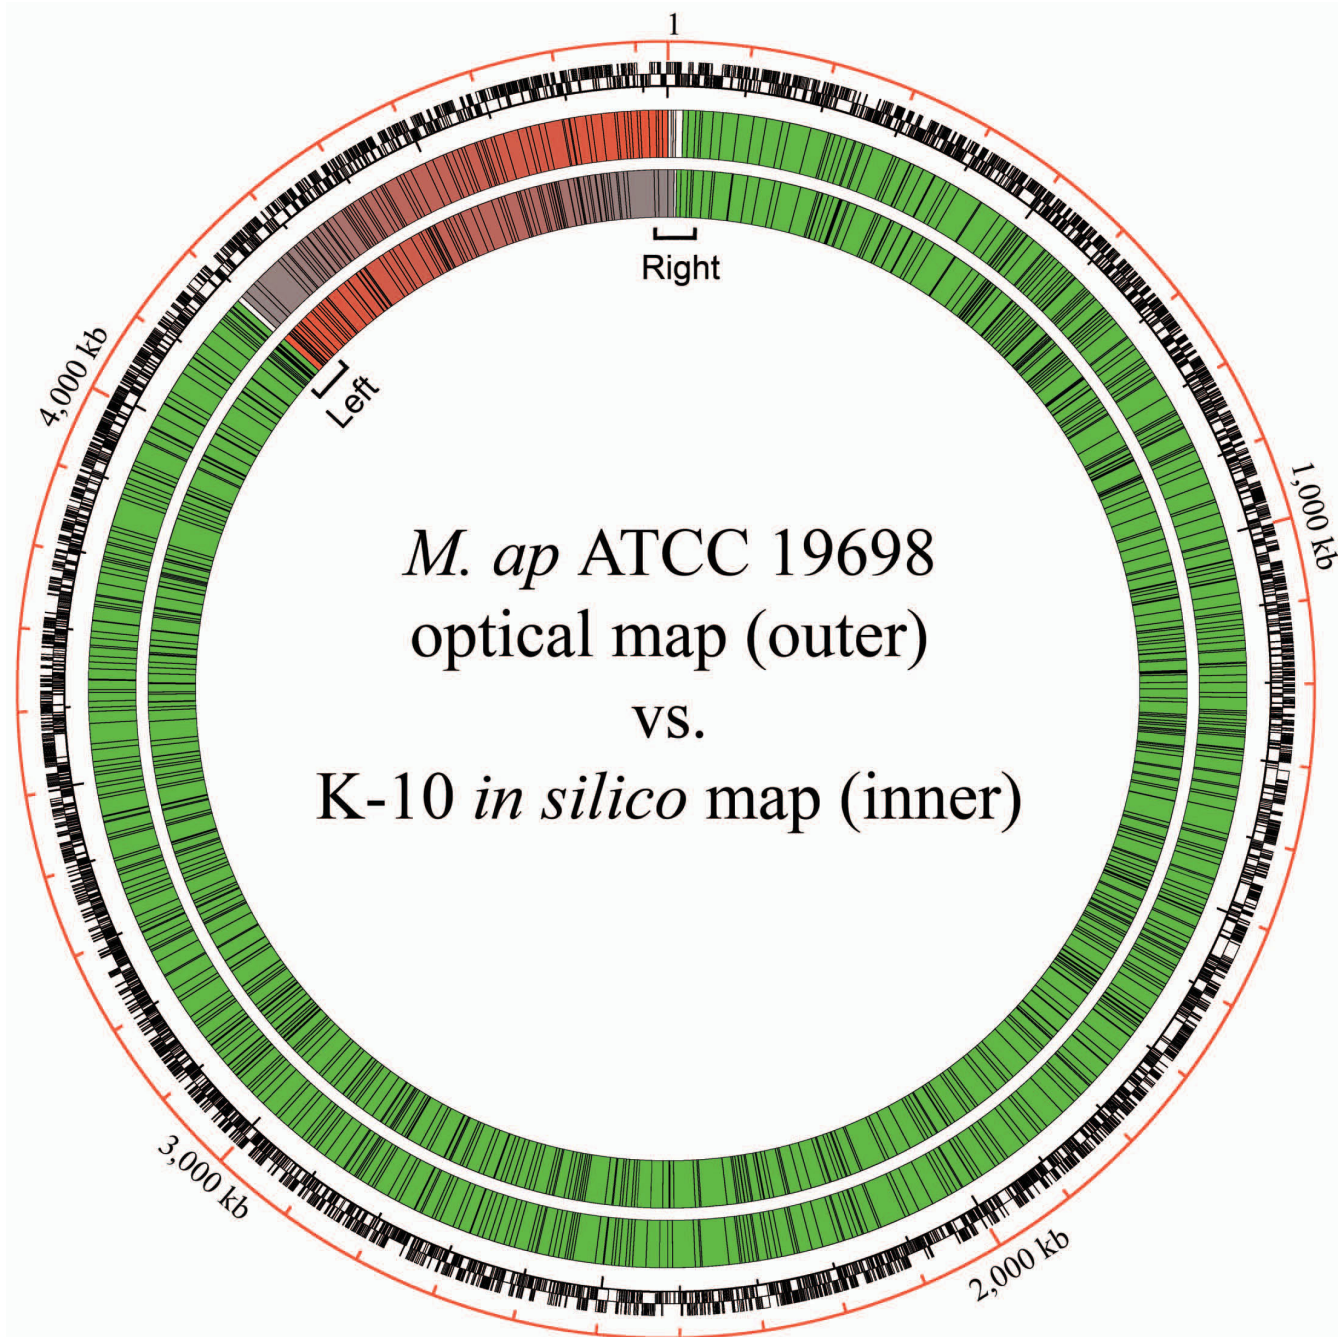 1
Right
Left
4,000 kb
1,000 kb
M. ap ATCC 19698
optical map (outer)
vs.
K-10 in silico map (inner)
3,000 kb
2,000 kb